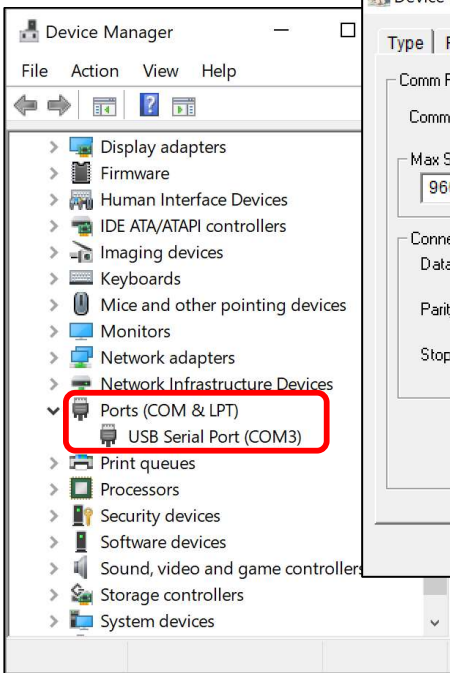 Device Manager
File Action View Help
Display adapters
Firmware
Human Interface Devices
IDE ATA/ATAPI controllers
Imaging devices
Keyboards
Mice and other pointing devices
Monitors
Network adapters
Network Infrastructure Devices
Ports (COM & LPT)
USB Serial Port (COM3)
Print queues
Processors
Security devices
Software devices
Sound, video and game controllers
Storage controllers
System devices
Device
Type
Comm
Comm
Max S
960
Conne
Data
Parit
Stop